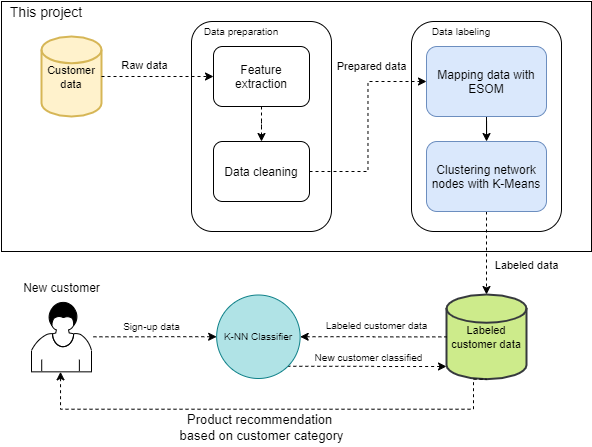 This project
Data preparation
Data labeling
Customer
data
Raw data
Feature
extraction
Prepared data
Mapping data with
ESOM
Data cleaning
Clustering network
nodes with K-Means
Labeled data
New customer
Sign-up data
K-NN Classifier
Labeled customer data
New customer classified
Labeled
customer data
Product recommendation
based on customer category